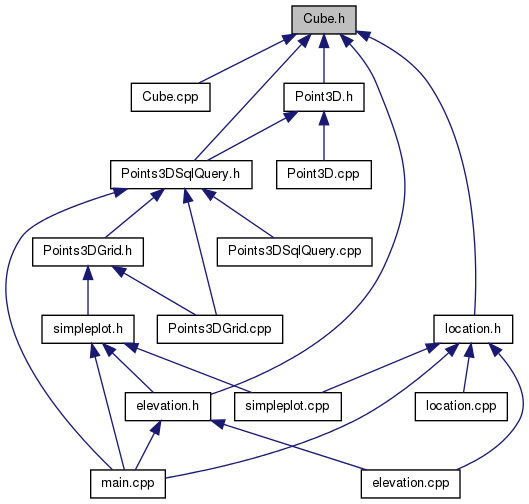 Cube.h
Cube.cpp
Point3D.h
Points3DSqlQuery.h
Point3D.cpp
Points3DGrid.h
Points3DSqlQuery.cpp
simpleplot.h
Points3DGrid.cpp
location.h
elevation.h
simpleplot.cpp
location.cpp
main.cpp
elevation.cpp